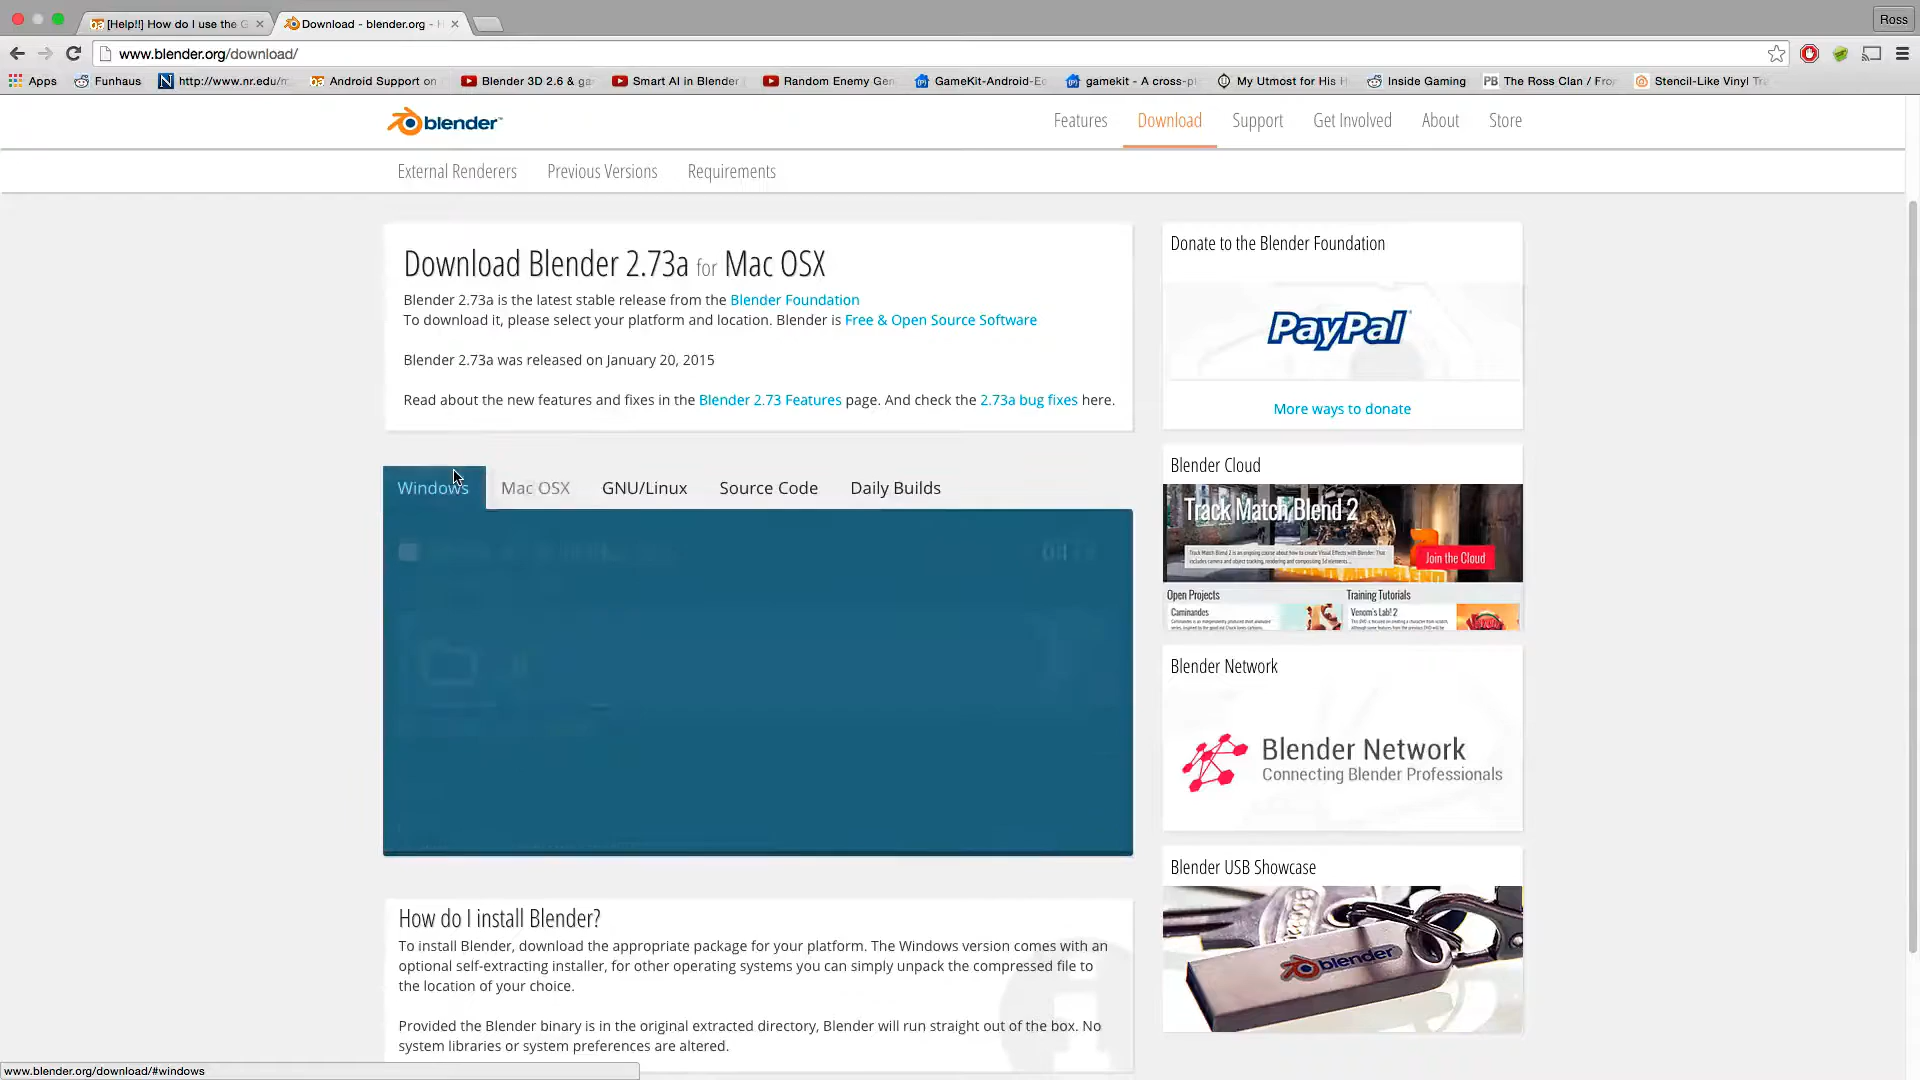 [Help!!] How do I use the G
Download - blender.org -
Ross
www.blender.org/download/
Apps
Funhaus
http://www.nr.edu/m
Android Support on
Blender 3D 2.6 & ga
Smart AI in Blender
Random Enemy Gen
GameKit-Android-Ec
gamekit - A cross-pl
My Utmost for His H
Inside Gaming
PB The Ross Clan / Fro
Stencil-Like Vinyl Tr
blender
Features
Download
Support
Get Involved
About
Store
External Renderers
Previous Versions
Requirements
Download Blender 2.73a for Mac OSX
Blender 2.73a is the latest stable release from the Blender Foundation
To download it, please select your platform and location. Blender is Free & Open Source Software
Blender 2.73a was released on January 20, 2015
Read about the new features and fixes in the Blender 2.73 Features page. And check the 2.73a bug fixes here.
Windows
Mac OSX
GNU/Linux
Source Code
Daily Builds
How do I install Blender?
To install Blender, download the appropriate package for your platform. The Windows version comes with an
optional self-extracting installer, for other operating systems you can simply unpack the compressed file to
the location of your choice.
Provided the Blender binary is in the original extracted directory, Blender will run straight out of the box. No
system libraries or system preferences are altered.
Donate to the Blender Foundation
PayPal
More ways to donate
Blender Cloud
Track Match Blend 2
Join the Cloud
Open Projects
Training Tutorials
Caminandes
Venom's Lab! 2
Blender Network
Blender Network
Connecting Blender Professionals
Blender USB Showcase
blender
www.blender.org/download/#windows